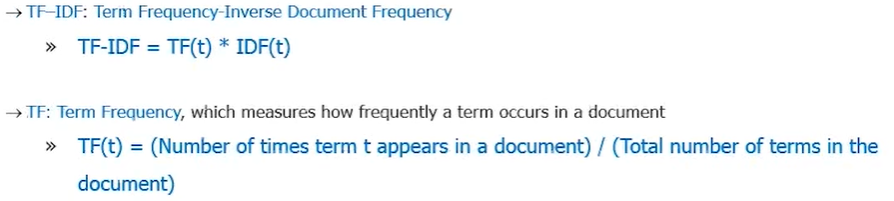 → TF–IDF: Term Frequency-Inverse Document Frequency
» TF-IDF = TF(t) * IDF(t)
→ TF: Term Frequency, which measures how frequently a term occurs in a document
» TF(t) = (Number of times term t appears in a document) / (Total number of terms in the
document)